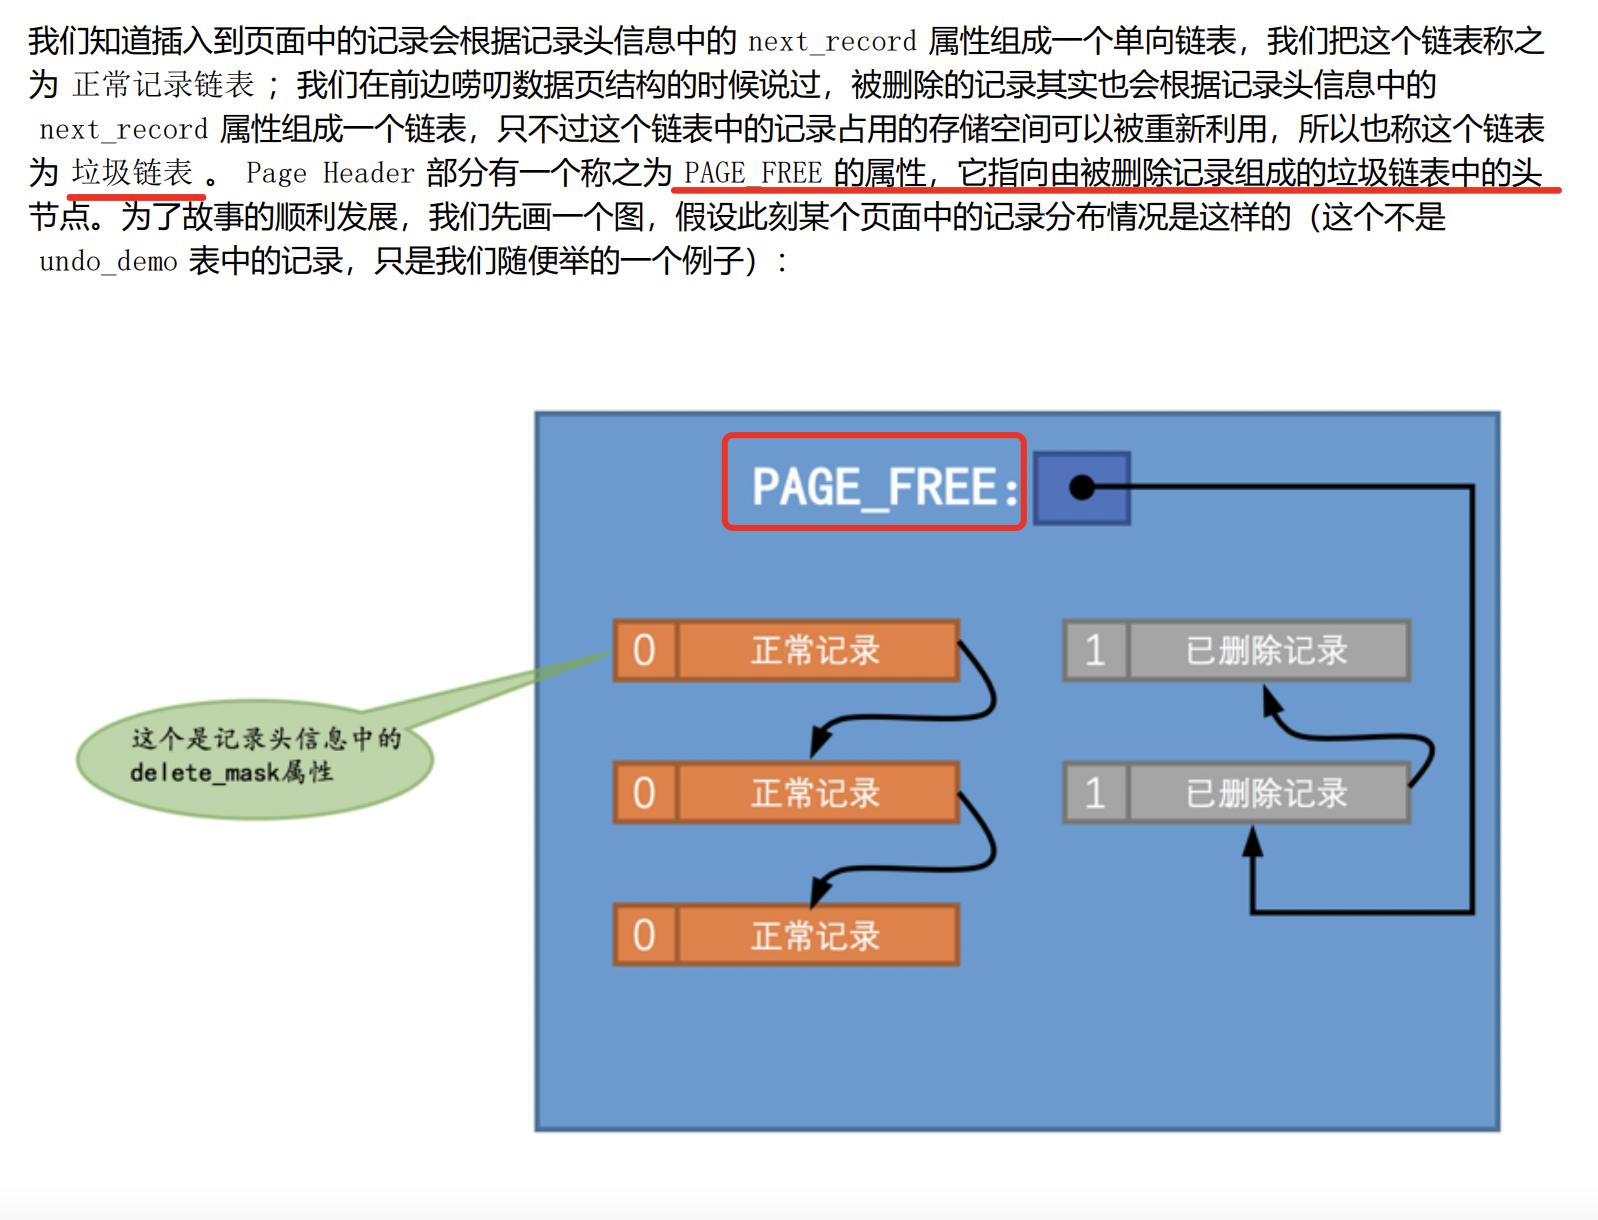 我们知道插入到页面中的记录会根据记录头信息中的 next_record 属性组成一个单向链表，我们把这个链表称之
为 正常记录链表 ；我们在前边唠叨数据页结构的时候说过，被删除的记录其实也会根据记录头信息中的
next_record 属性组成一个链表，只不过这个链表中的记录占用的存储空间可以被重新利用，所以也称这个链表
为 垃圾链表 。 Page Header 部分有一个称之为 PAGE_FREE 的属性，它指向由被删除记录组成的垃圾链表中的头
节点。为了故事的顺利发展，我们先画一个图，假设此刻某个页面中的记录分布情况是这样的（这个不是
undo_demo 表中的记录，只是我们随便举的一个例子）：
PAGE_FREE:
0 正常记录
1 已删除记录
这个是记录头信息中的
delete_mask属性
0 正常记录
1 已删除记录
0 正常记录